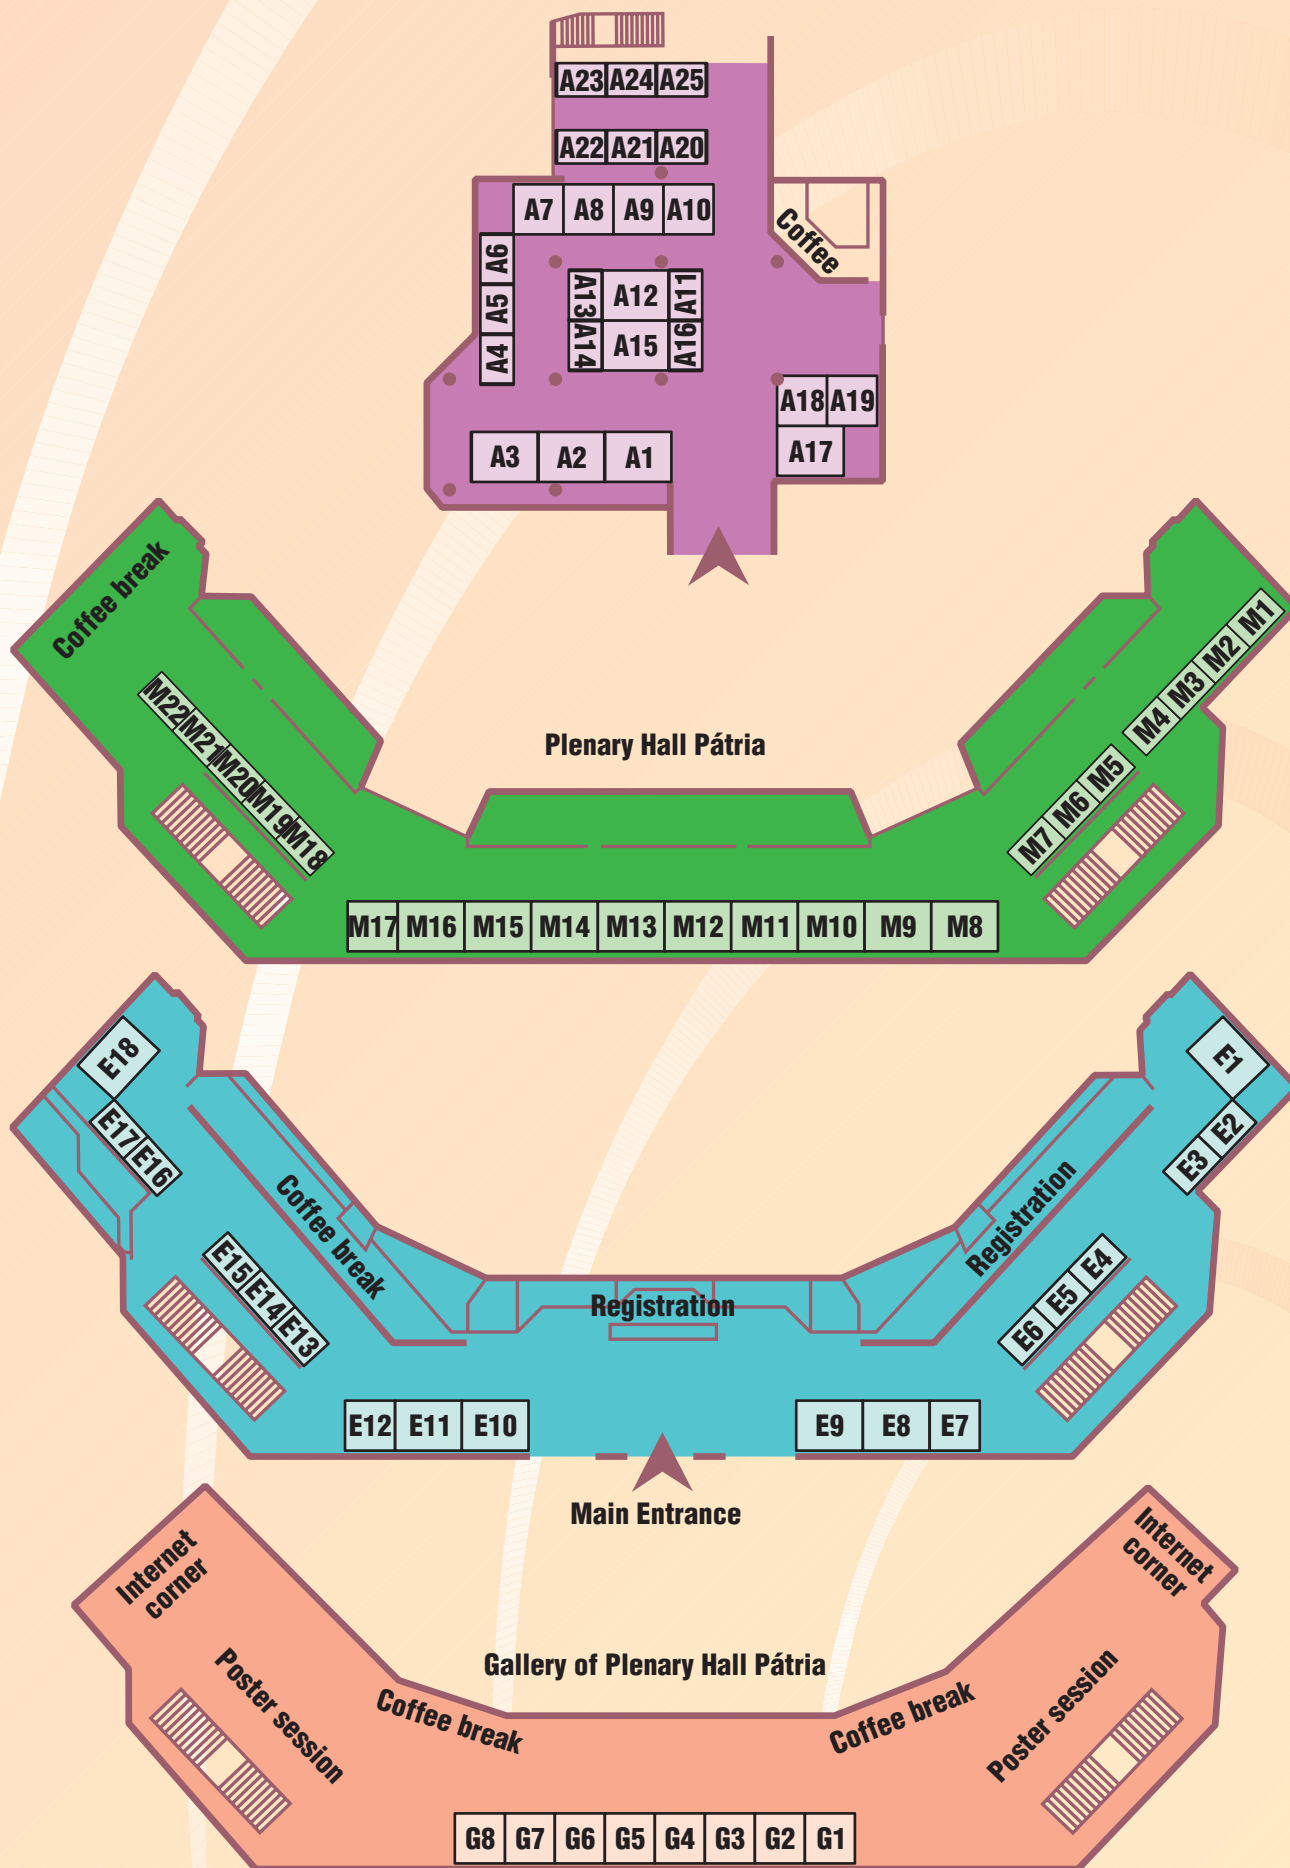 A23 A24 A25
A22 A21 A20
A7 A8 A9 A10
Coffee
A6
A5
A4
A13 A12 A11
A14 A15 A16
A18 A19
A17
A3 A2 A1
Coffee break
M1
M2
M3
M4
M5
M6
M7
M22
M21
M20
M19
M18
Plenary Hall Pátria
M17 M16 M15 M14 M13 M12 M11 M10 M9 M8
E18
E17
E16
E1
E2
E3
Coffee break
Registration
Registration
E15
E14
E13
E4
E5
E6
E12 E11 E10
E9 E8 E7
Main Entrance
Internet
corner
Internet
corner
Poster session
Gallery of Plenary Hall Pátria
Coffee break
Coffee break
Poster session
G8 G7 G6 G5 G4 G3 G2 G1